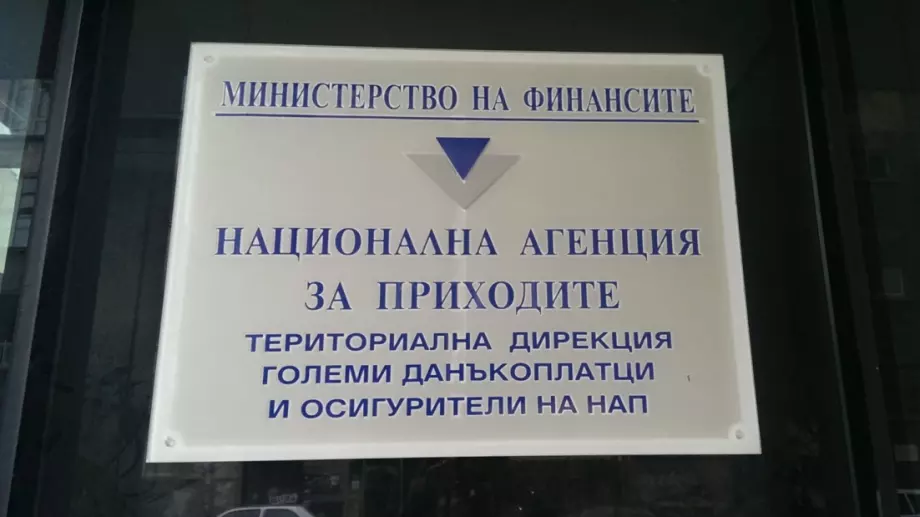 МИНИСТЕРСТВО НА ФИНАНСИТЕ
НАЦИОНАЛНА АГЕНЦИЯ
ЗА ПРИХОДИТЕ
ТЕРИТОРИАЛНА ДИРЕКЦИЯ
ГОЛЕМИ ДАНЪКОПЛАТЦИ
И ОСИГУРИТЕЛИ НА НАП